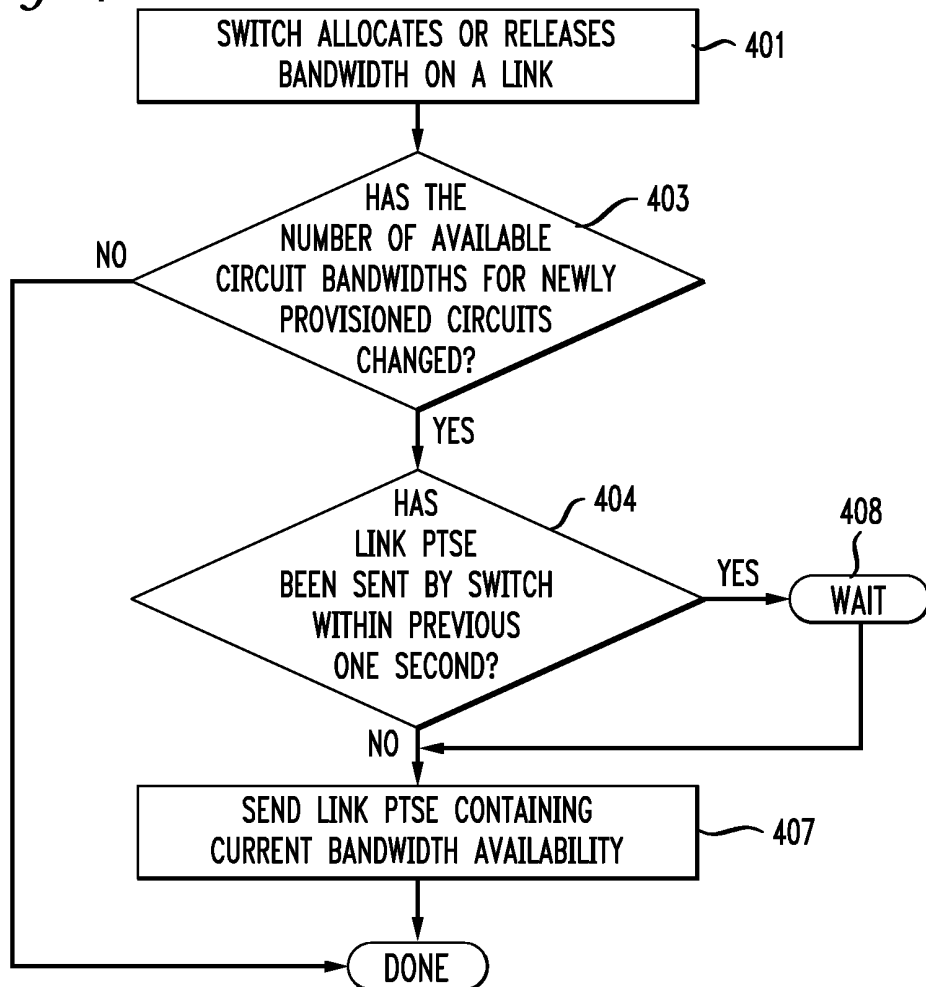 SWITCH ALLOCATES OR RELEASES
BANDWIDTH ON A LINK
401
HAS THE
NUMBER OF AVAILABLE
CIRCUIT BANDWIDTHS FOR NEWLY
PROVISIONED CIRCUITS
CHANGED?
403
NO
YES
HAS
LINK PTSE
BEEN SENT BY SWITCH
WITHIN PREVIOUS
ONE SECOND?
404
YES
408
WAIT
NO
SEND LINK PTSE CONTAINING
CURRENT BANDWIDTH AVAILABILITY
407
DONE